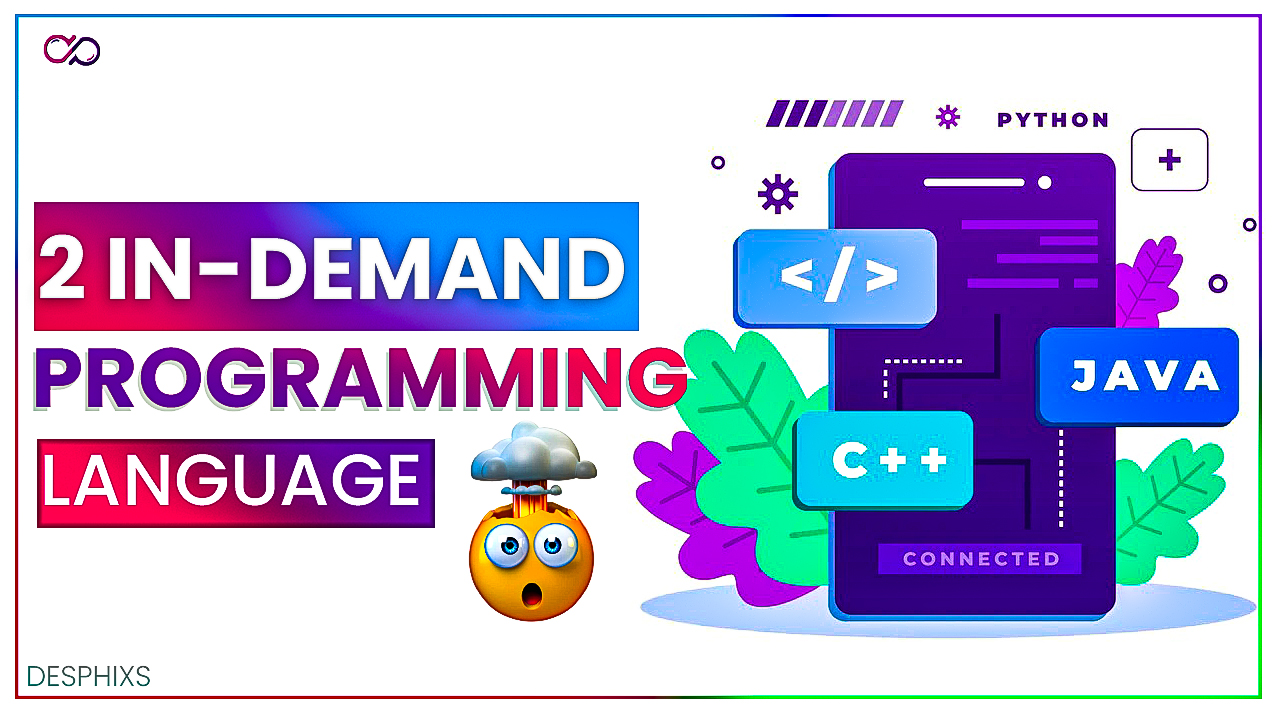 2 IN-DEMAND
PROGRAMMING
LANGUAGE
PYTHON
+
</>
JAVA
C++
CONNECTED
DESPHIXS